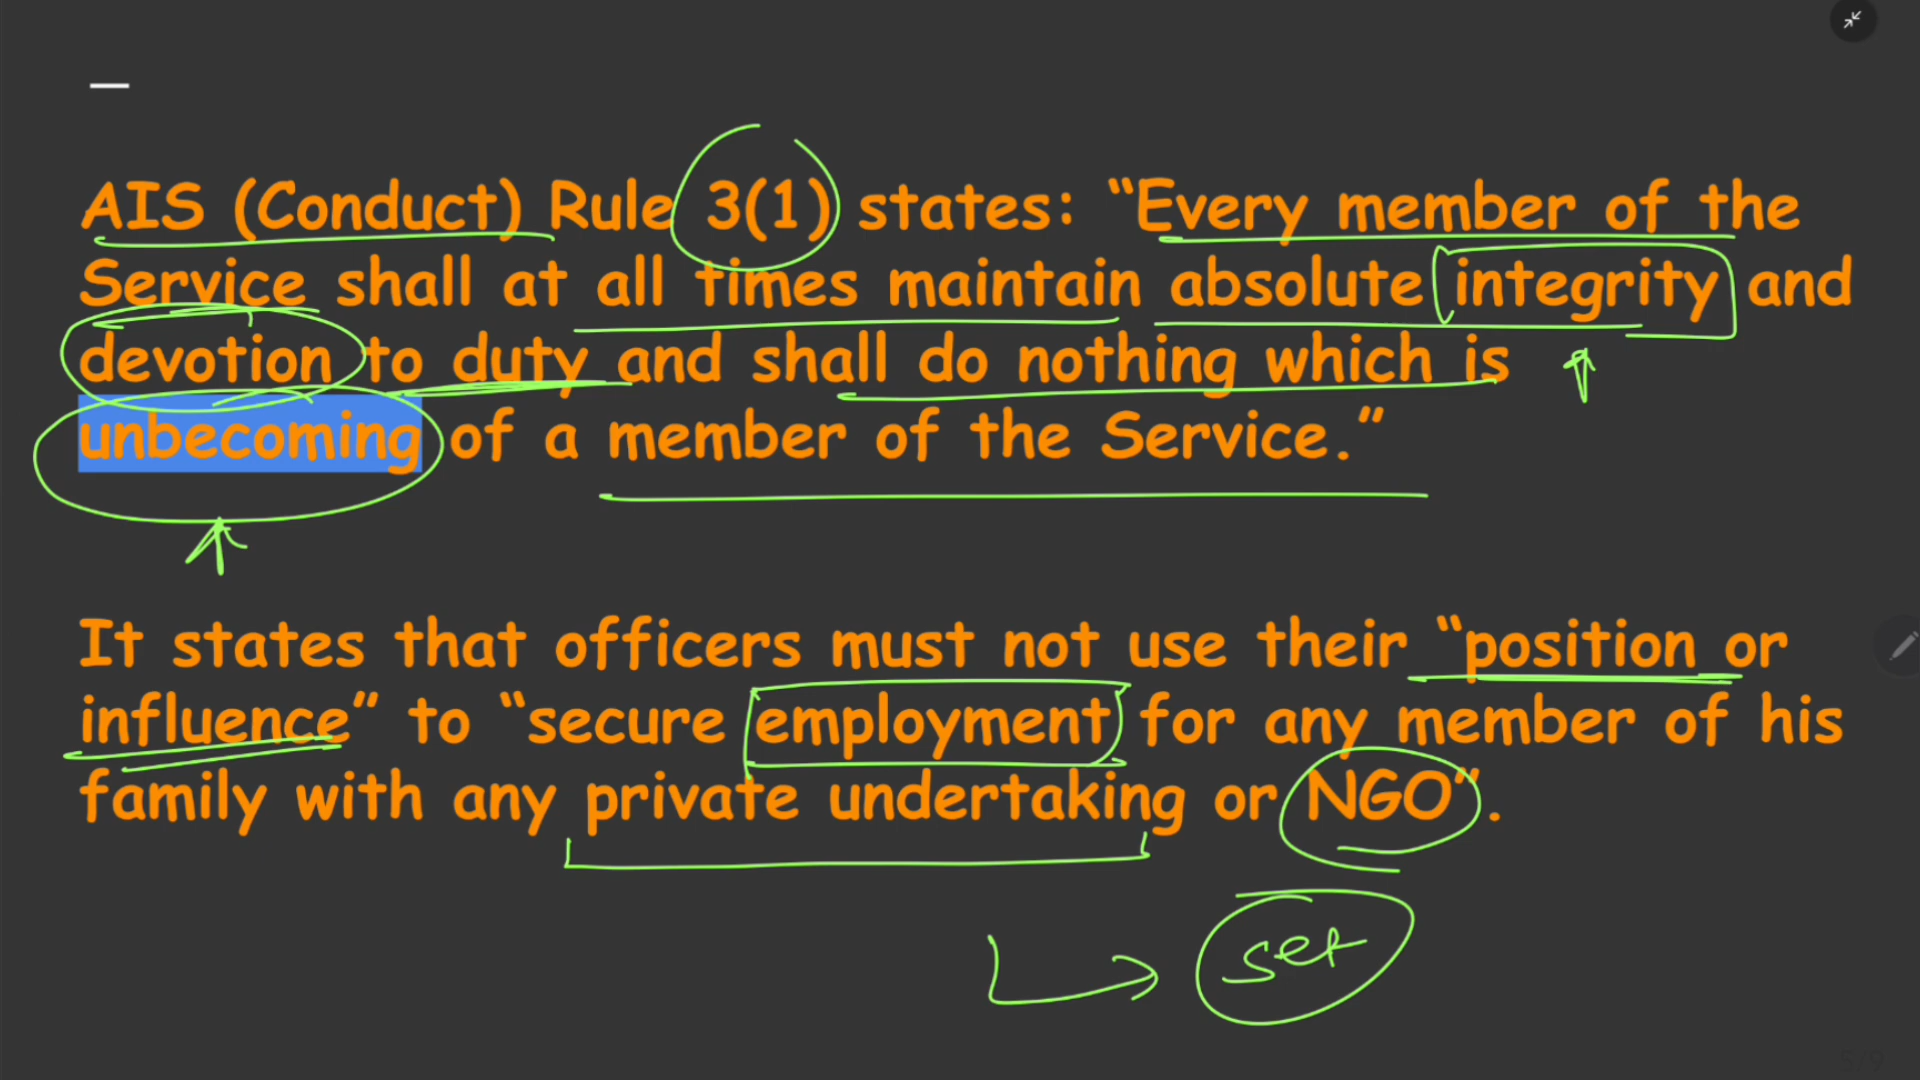 AIS (Conduct) Rule 3(1) states: “Every member of the
Service shall at all times maintain absolute integrity and
devotion to duty and shall do nothing which is
unbecoming of a member of the Service.”
It states that officers must not use their “position or
influence” to “secure employment for any member of his
family with any private undertaking or NGO”.
set
5/9